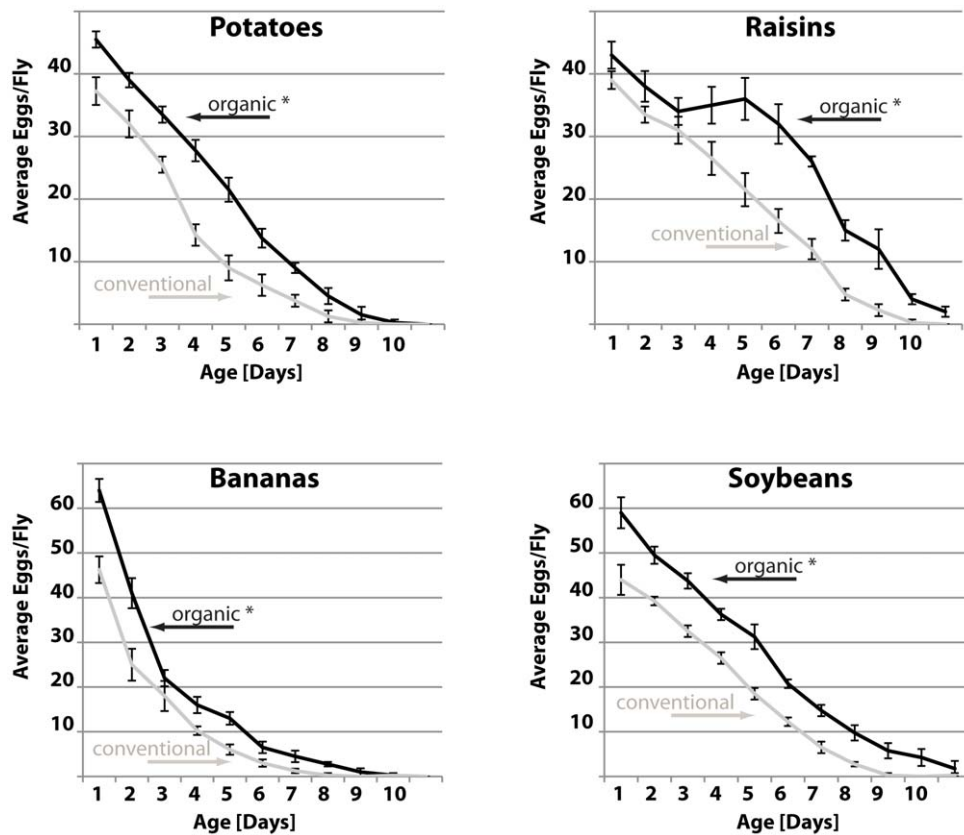 Potatoes
Average Eggs/Fly
40
30
20
10
organic *
conventional
1 2 3 4 5 6 7 8 9 10
Age [Days]
Raisins
Average Eggs/Fly
40
30
20
10
organic *
conventional
1 2 3 4 5 6 7 8 9 10
Age [Days]
Bananas
Average Eggs/Fly
60
50
40
30
20
10
organic *
conventional
1 2 3 4 5 6 7 8 9 10
Age [Days]
Soybeans
Average Eggs/Fly
60
50
40
30
20
10
organic *
conventional
1 2 3 4 5 6 7 8 9 10
Age [Days]